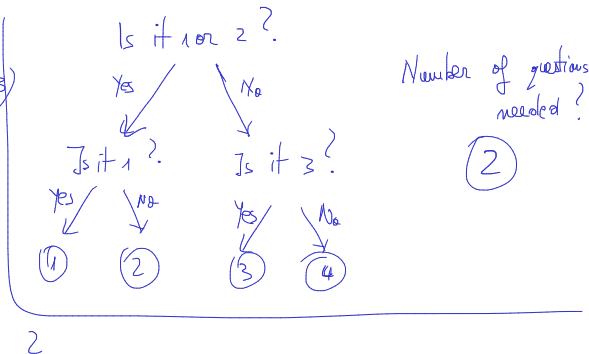 Is it 1 or 2 ?
Yes
No
Number of questions
needed ?
2
Is it 1 ?
Is it 3 ?
Yes
No
Yes
No
1
2
3
4
2